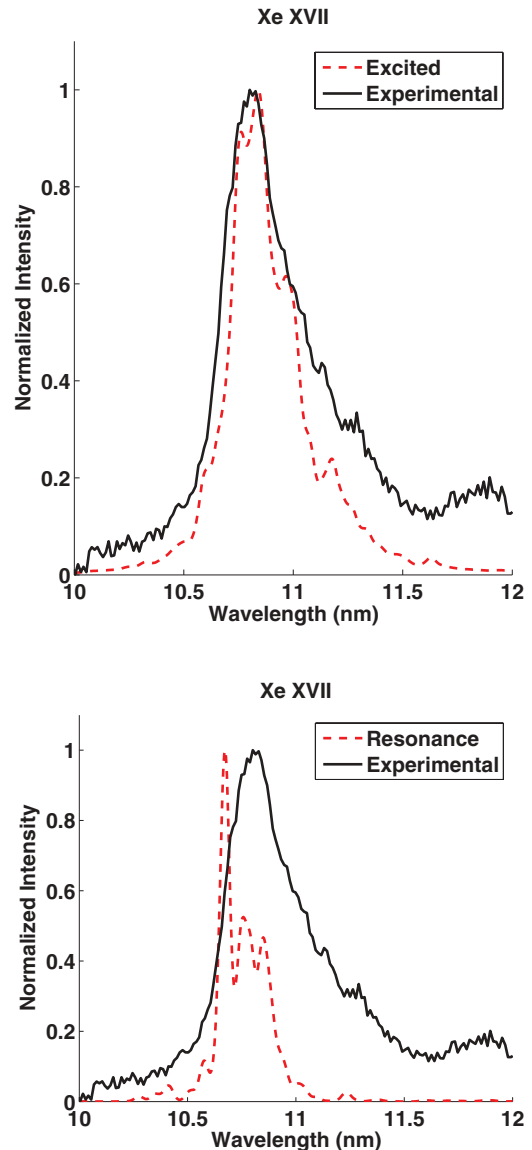 Xe XVII
Excited
Experimental
Normalized Intensity
1
0.8
0.6
0.4
0.2
0
10
10.5
11
11.5
12
Wavelength (nm)
Xe XVII
Resonance
Experimental
Normalized Intensity
1
0.8
0.6
0.4
0.2
0
10
10.5
11
11.5
12
Wavelength (nm)